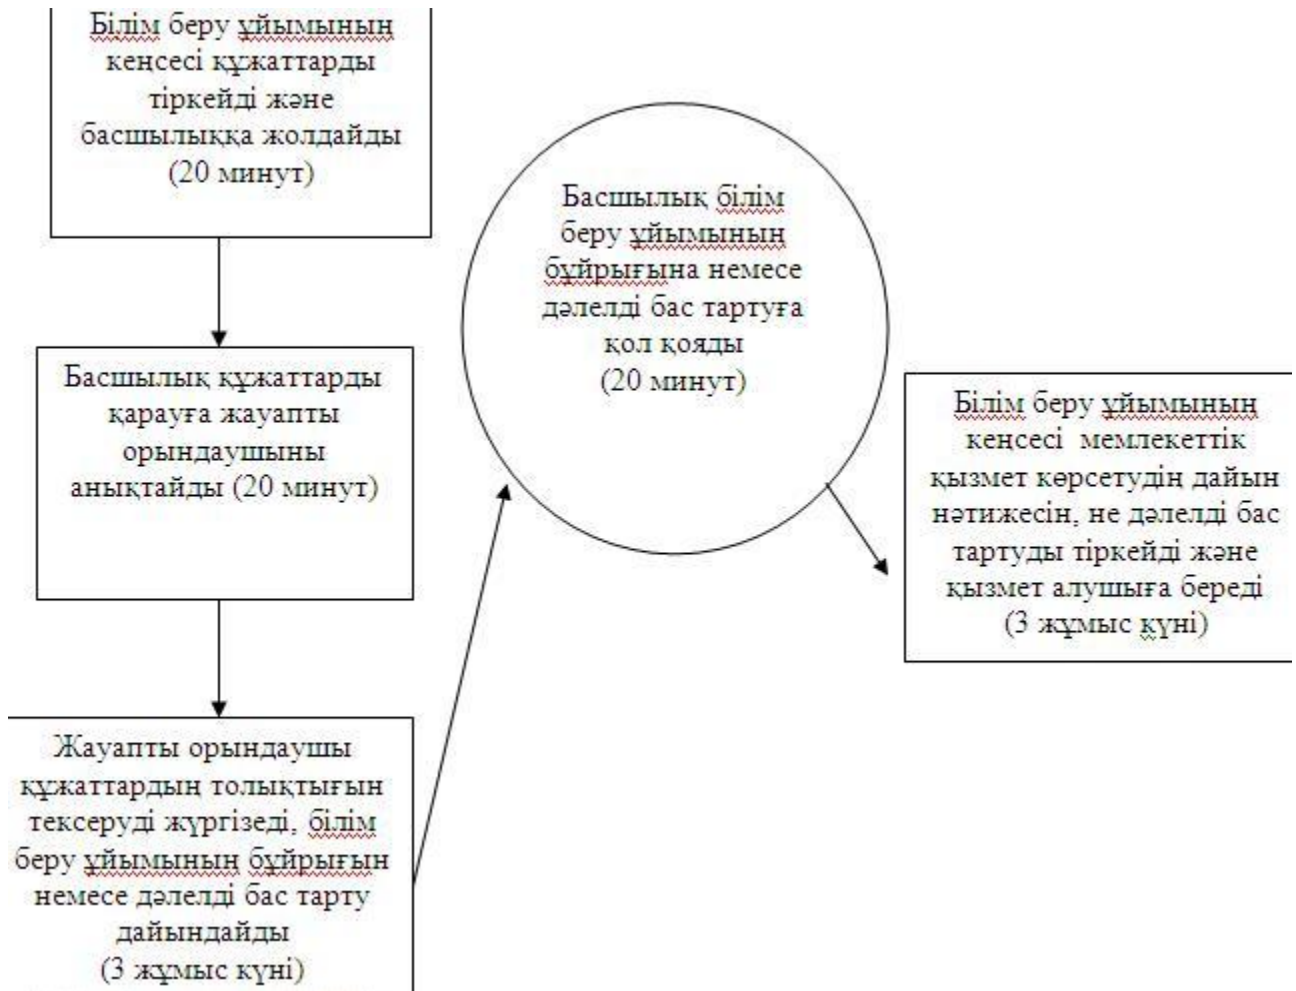 Білім беру ұйымының
кеңсесі құжаттарды
тіркейді және
басшылыққа жолдайды
(20 минут)
Басшылық құжаттарды
қарауға жауапты
орындаушыны
анықтайды (20 минут)
Жауапты орындаушы
құжаттардың толықтығын
тексеруді жүргізеді, білім
беру ұйымының бұйрығын
немесе дәлелді бас тарту
дайындайды
(3 жұмыс күні)
Басшылық білім
беру ұйымының
бұйрығына немесе
дәлелді бас тартуға
қол қояды
(20 минут)
Білім беру ұйымының
кеңсесі мемлекеттік
қызмет көрсетудің дайын
нәтижесін, не дәлелді бас
тартуды тіркейді және
қызмет алушыға береді
(3 жұмыс күні)